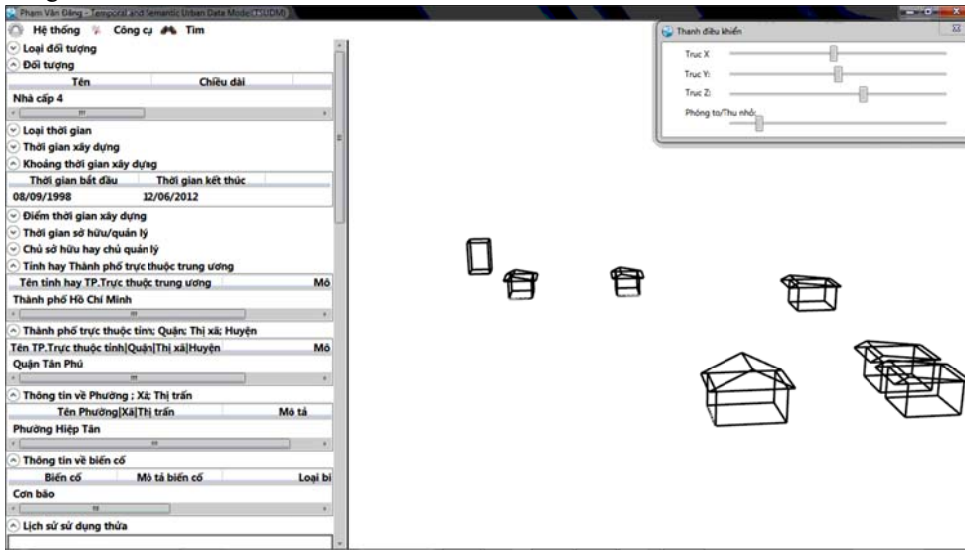 Phạm Văn Đăng - Temporal and Semantic Urban Data Mode(TSUDM)
Hệ thống Công cụ Tìm
Loại đối tượng
Đối tượng
Tên Chiều dài
Nhà cấp 4
Loại thời gian
Thời gian xây dựng
Khoảng thời gian xây dựng
Thời gian bắt đầu Thời gian kết thúc
08/09/1998 12/06/2012
Điểm thời gian xây dựng
Thời gian sở hữu/quản lý
Chủ sở hữu hay chủ quản lý
Tỉnh hay Thành phố trực thuộc trung ương
Tên tỉnh hay TP.Trực thuộc trung ương Mô
Thành phố Hồ Chí Minh
Thành phố trực thuộc tỉnh; Quận; Thị xã; Huyện
Tên TP.Trực thuộc tỉnh|Quận|Thị xã|Huyện Mô
Quận Tân Phú
Thông tin về Phường ; Xã; Thị trấn
Tên Phường|Xã|Thị trấn Mô tả
Phường Hiệp Tân
Thông tin về biến cố
Biến cố Mô tả biến cố Loại bi
Cơn bão
Lịch sử sử dụng thửa
Thanh điều khiển
Trục X
Trục Y:
Trục Z:
Phóng to/Thu nhỏ: